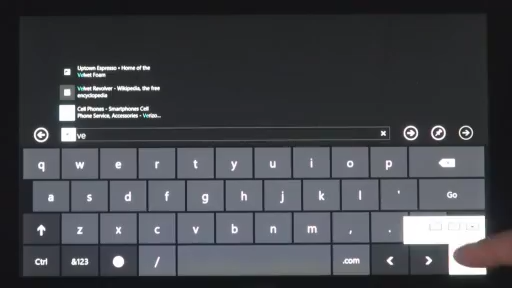 Uptown Espresso • Home of the
Velvet Foam
Velvet Revolver - Wikipedia, the free
encyclopedia
Cell Phones - Smartphones Cell
Phone Service, Accessories - Verizo...
ve
q w e r t y u i o p
a s d f g h j k l ' Go
z x c v b n m , .
Ctrl &123 / .com < >